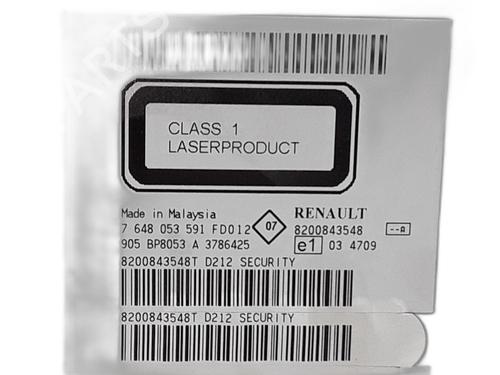 CLASS 1
LASERPRODUCT
Made in Malaysia
7 648 053 591 FD012 07
905 BP8053 A 3786425
RENAULT
8200843548 --A
e1 03 4709
8200843548T D212 SECURITY
8200843548T D212 SECURITY